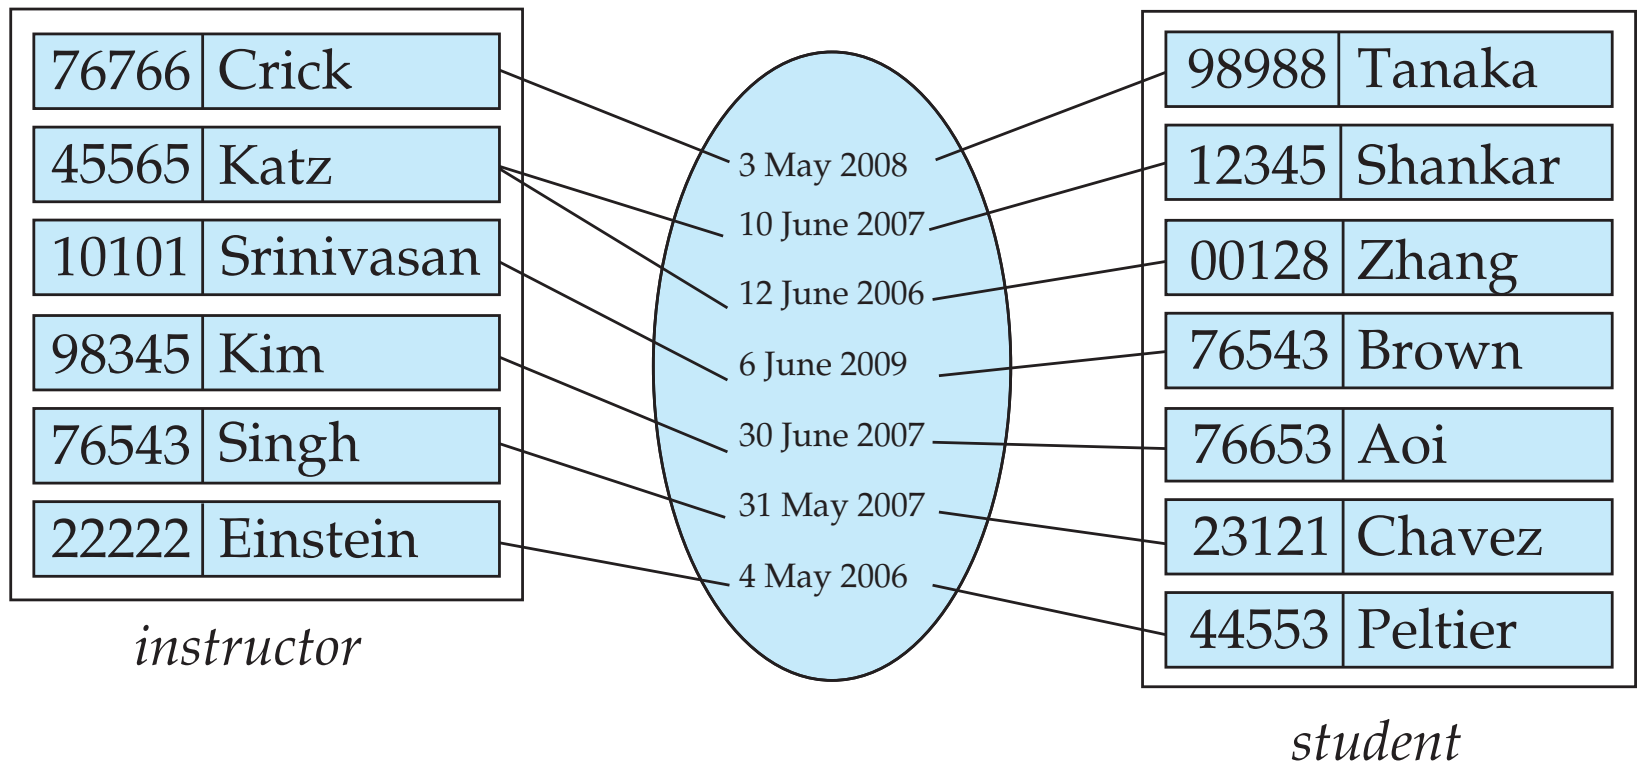 76766 Crick
45565 Katz
10101 Srinivasan
98345 Kim
76543 Singh
22222 Einstein
instructor
3 May 2008
10 June 2007
12 June 2006
6 June 2009
30 June 2007
31 May 2007
4 May 2006
98988 Tanaka
12345 Shankar
00128 Zhang
76543 Brown
76653 Aoi
23121 Chavez
44553 Peltier
student